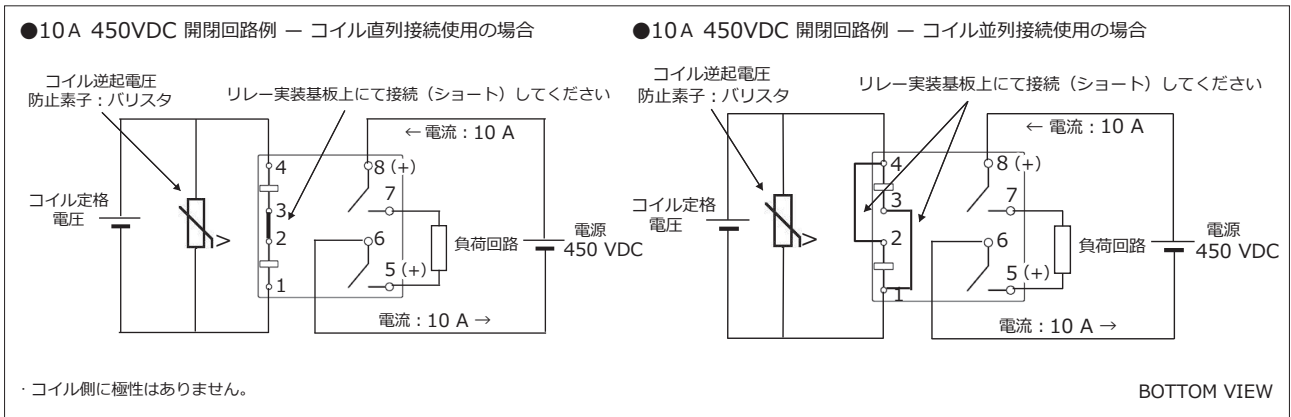 ●10A 450VDC 開閉回路例 ー コイル直列接続使用の場合
コイル逆起電圧
防止素子:バリスタ
リレー実装基板上にて接続(ショート)してください
←電流:10 A
4
8(+)
7
3
コイル定格
電圧
2
6
負荷回路
電源
450 VDC
5(+)
1
電流:10 A→
・コイル側に極性はありません。
●10A 450VDC 開閉回路例 ー コイル並列接続使用の場合
コイル逆起電圧
防止素子:バリスタ
リレー実装基板上にて接続(ショート)してください
← 電流:10 A
4
8(+)
7
3
コイル定格
電圧
2
6
負荷回路
電源
450 VDC
5(+)
1
電流:10 A→
BOTTOM VIEW